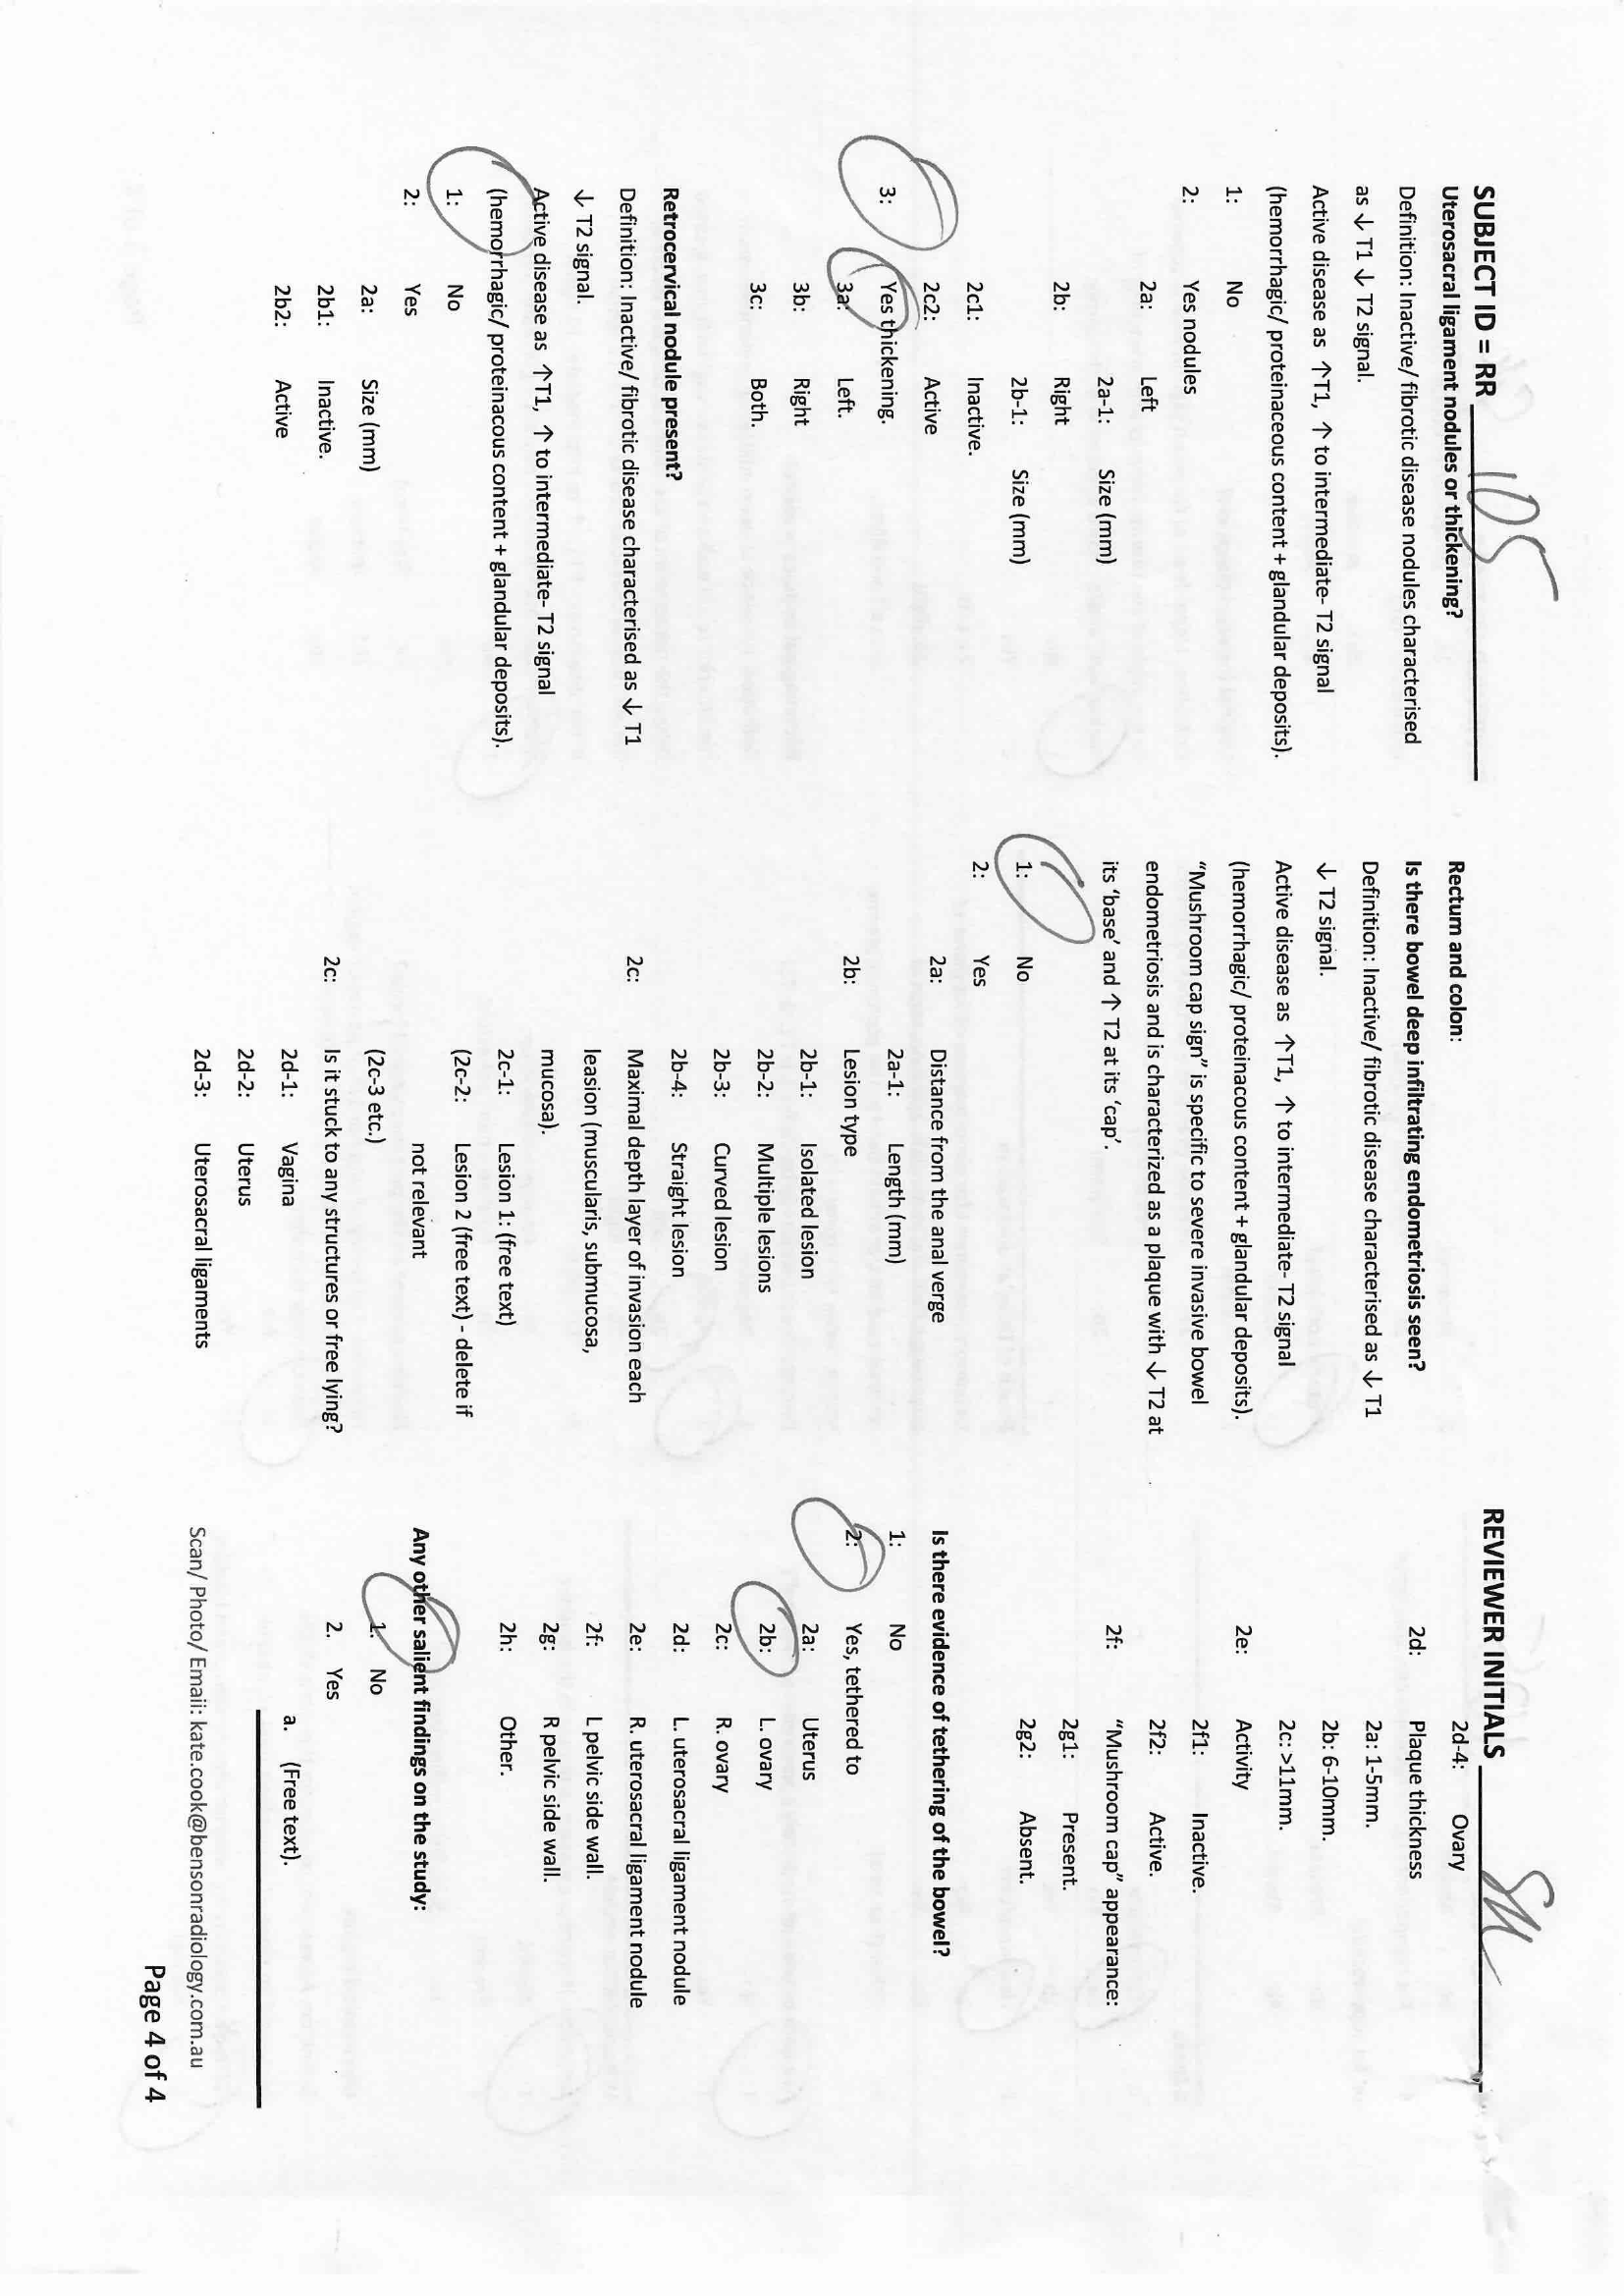 SUBJECT ID = RR 105
Uterosacral ligament nodules or thickening?
Definition: Inactive/ fibrotic disease nodules characterised
as ↓ T1 ↓ T2 signal.
Active disease as ↑T1, ↑ to intermediate- T2 signal
(hemorrhagic/ proteinaceous content + glandular deposits).
1: No
2: Yes nodules
2a: Left
2a-1: Size (mm)
2b: Right
2b-1: Size (mm)
2c1: Inactive.
2c2: Active
3: Yes thickening.
3a: Left.
3b: Right
3c: Both.
Retrocervical nodule present?
Definition: Inactive/ fibrotic disease characterised as ↓ T1
↓ T2 signal.
Active disease as ↑T1, ↑ to intermediate- T2 signal
(hemorrhagic/ proteinacous content + glandular deposits).
1: No
2: Yes
2a: Size (mm)
2b1: Inactive.
2b2: Active
Rectum and colon:
Is there bowel deep infiltrating endometriosis seen?
Definition: Inactive/ fibrotic disease characterised as ↓ T1
↓ T2 signal.
Active disease as ↑T1, ↑ to intermediate- T2 signal
(hemorrhagic/ proteinacous content + glandular deposits).
“Mushroom cap sign” is specific to severe invasive bowel
endometriosis and is characterized as a plaque with ↓ T2 at
its ‘base’ and ↑ T2 at its ‘cap’.
1: No
2: Yes
2a: Distance from the anal verge
2a-1: Length (mm)
2b: Lesion type
2b-1: Isolated lesion
2b-2: Multiple lesions
2b-3: Curved lesion
2b-4: Straight lesion
2c: Maximal depth layer of invasion each
leasion (muscularis, submucosa,
mucosa).
2c-1: Lesion 1: (free text)
(2c-2: Lesion 2 (free text) - delete if
not relevant
(2c-3 etc.)
2c: Is it stuck to any structures or free lying?
2d-1: Vagina
2d-2: Uterus
2d-3: Uterosacral ligaments
REVIEWER INITIALS
2d-4: Ovary
2d: Plaque thickness
2a: 1-5mm.
2b: 6-10mm.
2c: >11mm.
2e: Activity
2f1: Inactive.
2f2: Active.
2f: “Mushroom cap” appearance:
2g1: Present.
2g2: Absent.
Is there evidence of tethering of the bowel?
1: No
2: Yes, tethered to
2a: Uterus
2b: L. ovary
2c: R. ovary
2d: L. uterosacral ligament nodule
2e: R. uterosacral ligament nodule
2f: L pelvic side wall.
2g: R pelvic side wall.
2h: Other.
Any other salient findings on the study:
1. No
2. Yes
a. (Free text).
Scan/ Photo/ Email: kate.cook@bensonradiology.com.au
Page 4 of 4